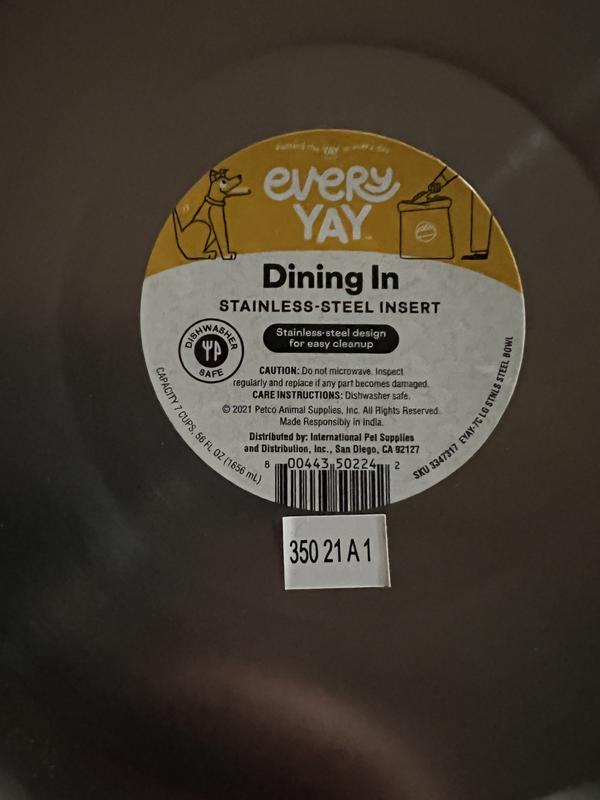 every
YAY
Dining In
STAINLESS-STEEL INSERT
DISHWASHER
SAFE
Stainless-steel design
for easy cleanup
CAUTION: Do not microwave. Inspect
regularly and replace if any part becomes damaged.
CARE INSTRUCTIONS: Dishwasher safe.
© 2021 Petco Animal Supplies, Inc. All Rights Reserved.
Made Responsibly in India.
Distributed by: International Pet Supplies
and Distribution, Inc., San Diego, CA 92127
CAPACITY 7 CUPS, 56 FL OZ (1656 mL)
SKU 3347317 EYAY-7C LG STNLS STEEL BOWL
8 00443 50224 2
350 21 A 1